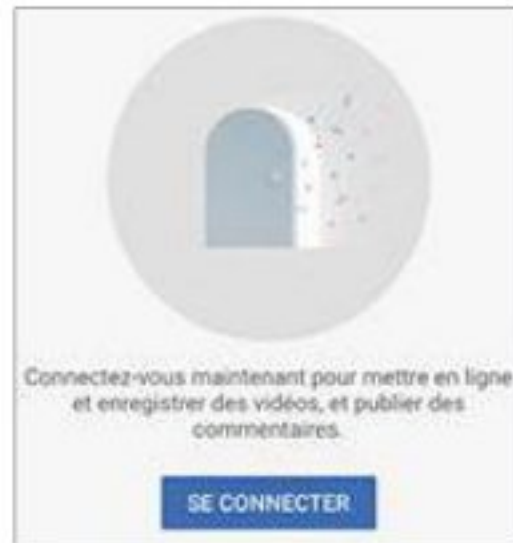 Connectez-vous maintenant pour mettre en ligne
et enregistrer des vidéos, et publier des
commentaires.
SE CONNECTER